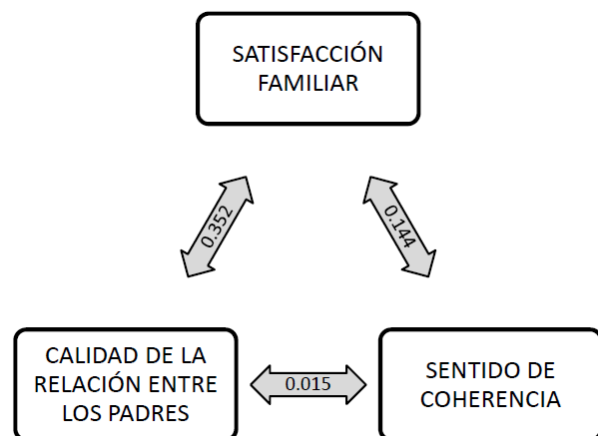 SATISFACCIÓN
FAMILIAR
0.352
0.144
CALIDAD DE LA
RELACIÓN ENTRE
LOS PADRES
0.015
SENTIDO DE
COHERENCIA